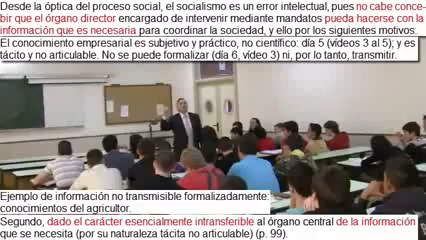 Desde la óptica del proceso social, el socialismo es un error intelectual, pues no cabe conce-
bir que el órgano director encargado de intervenir mediante mandatos pueda hacerse con la
información que es necesaria para coordinar la sociedad, y ello por los siguientes motivos.
El conocimiento empresarial es subjetivo y práctico, no científico: día 5 (vídeos 3 al 5); y es
tácito y no articulable. No se puede formalizar (día 6, vídeo 3) ni, por lo tanto, transmitir.
Ejemplo de información no transmisible formalizadamente:
conocimientos del agricultor.
Segundo, dado el carácter esencialmente intransferible al órgano central de la información
que se necesita (por su naturaleza tácita no articulable) (p. 99).